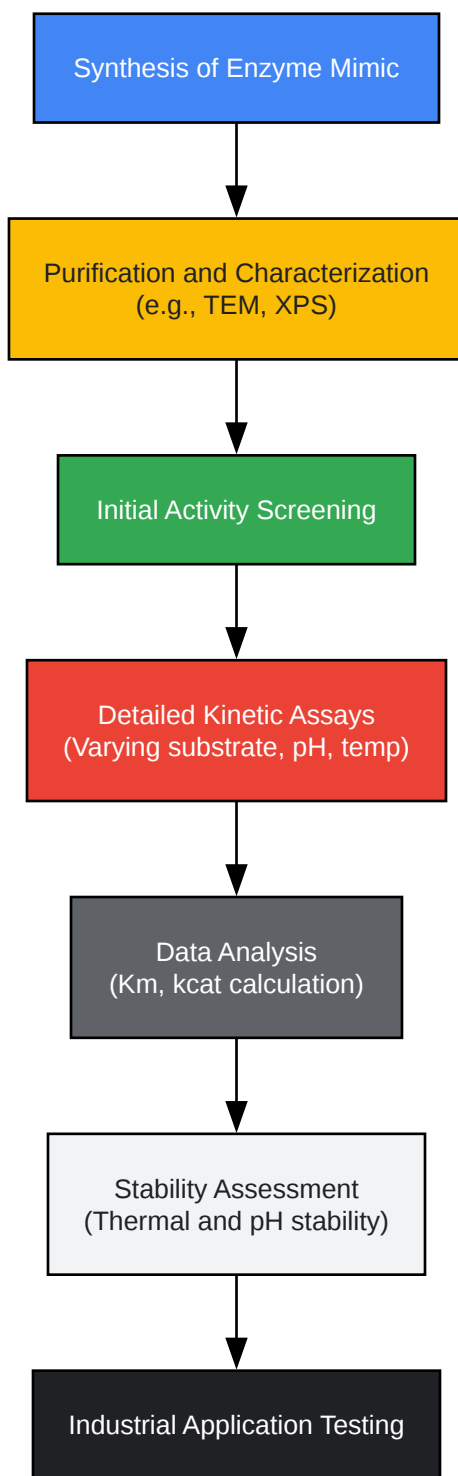 Synthesis of Enzyme Mimic
Purification and Characterization
(e.g., TEM, XPS)
Initial Activity Screening
Detailed Kinetic Assays
(Varying substrate, pH, temp)
Data Analysis
(Km, kcat calculation)
Stability Assessment
(Thermal and pH stability)
Industrial Application Testing